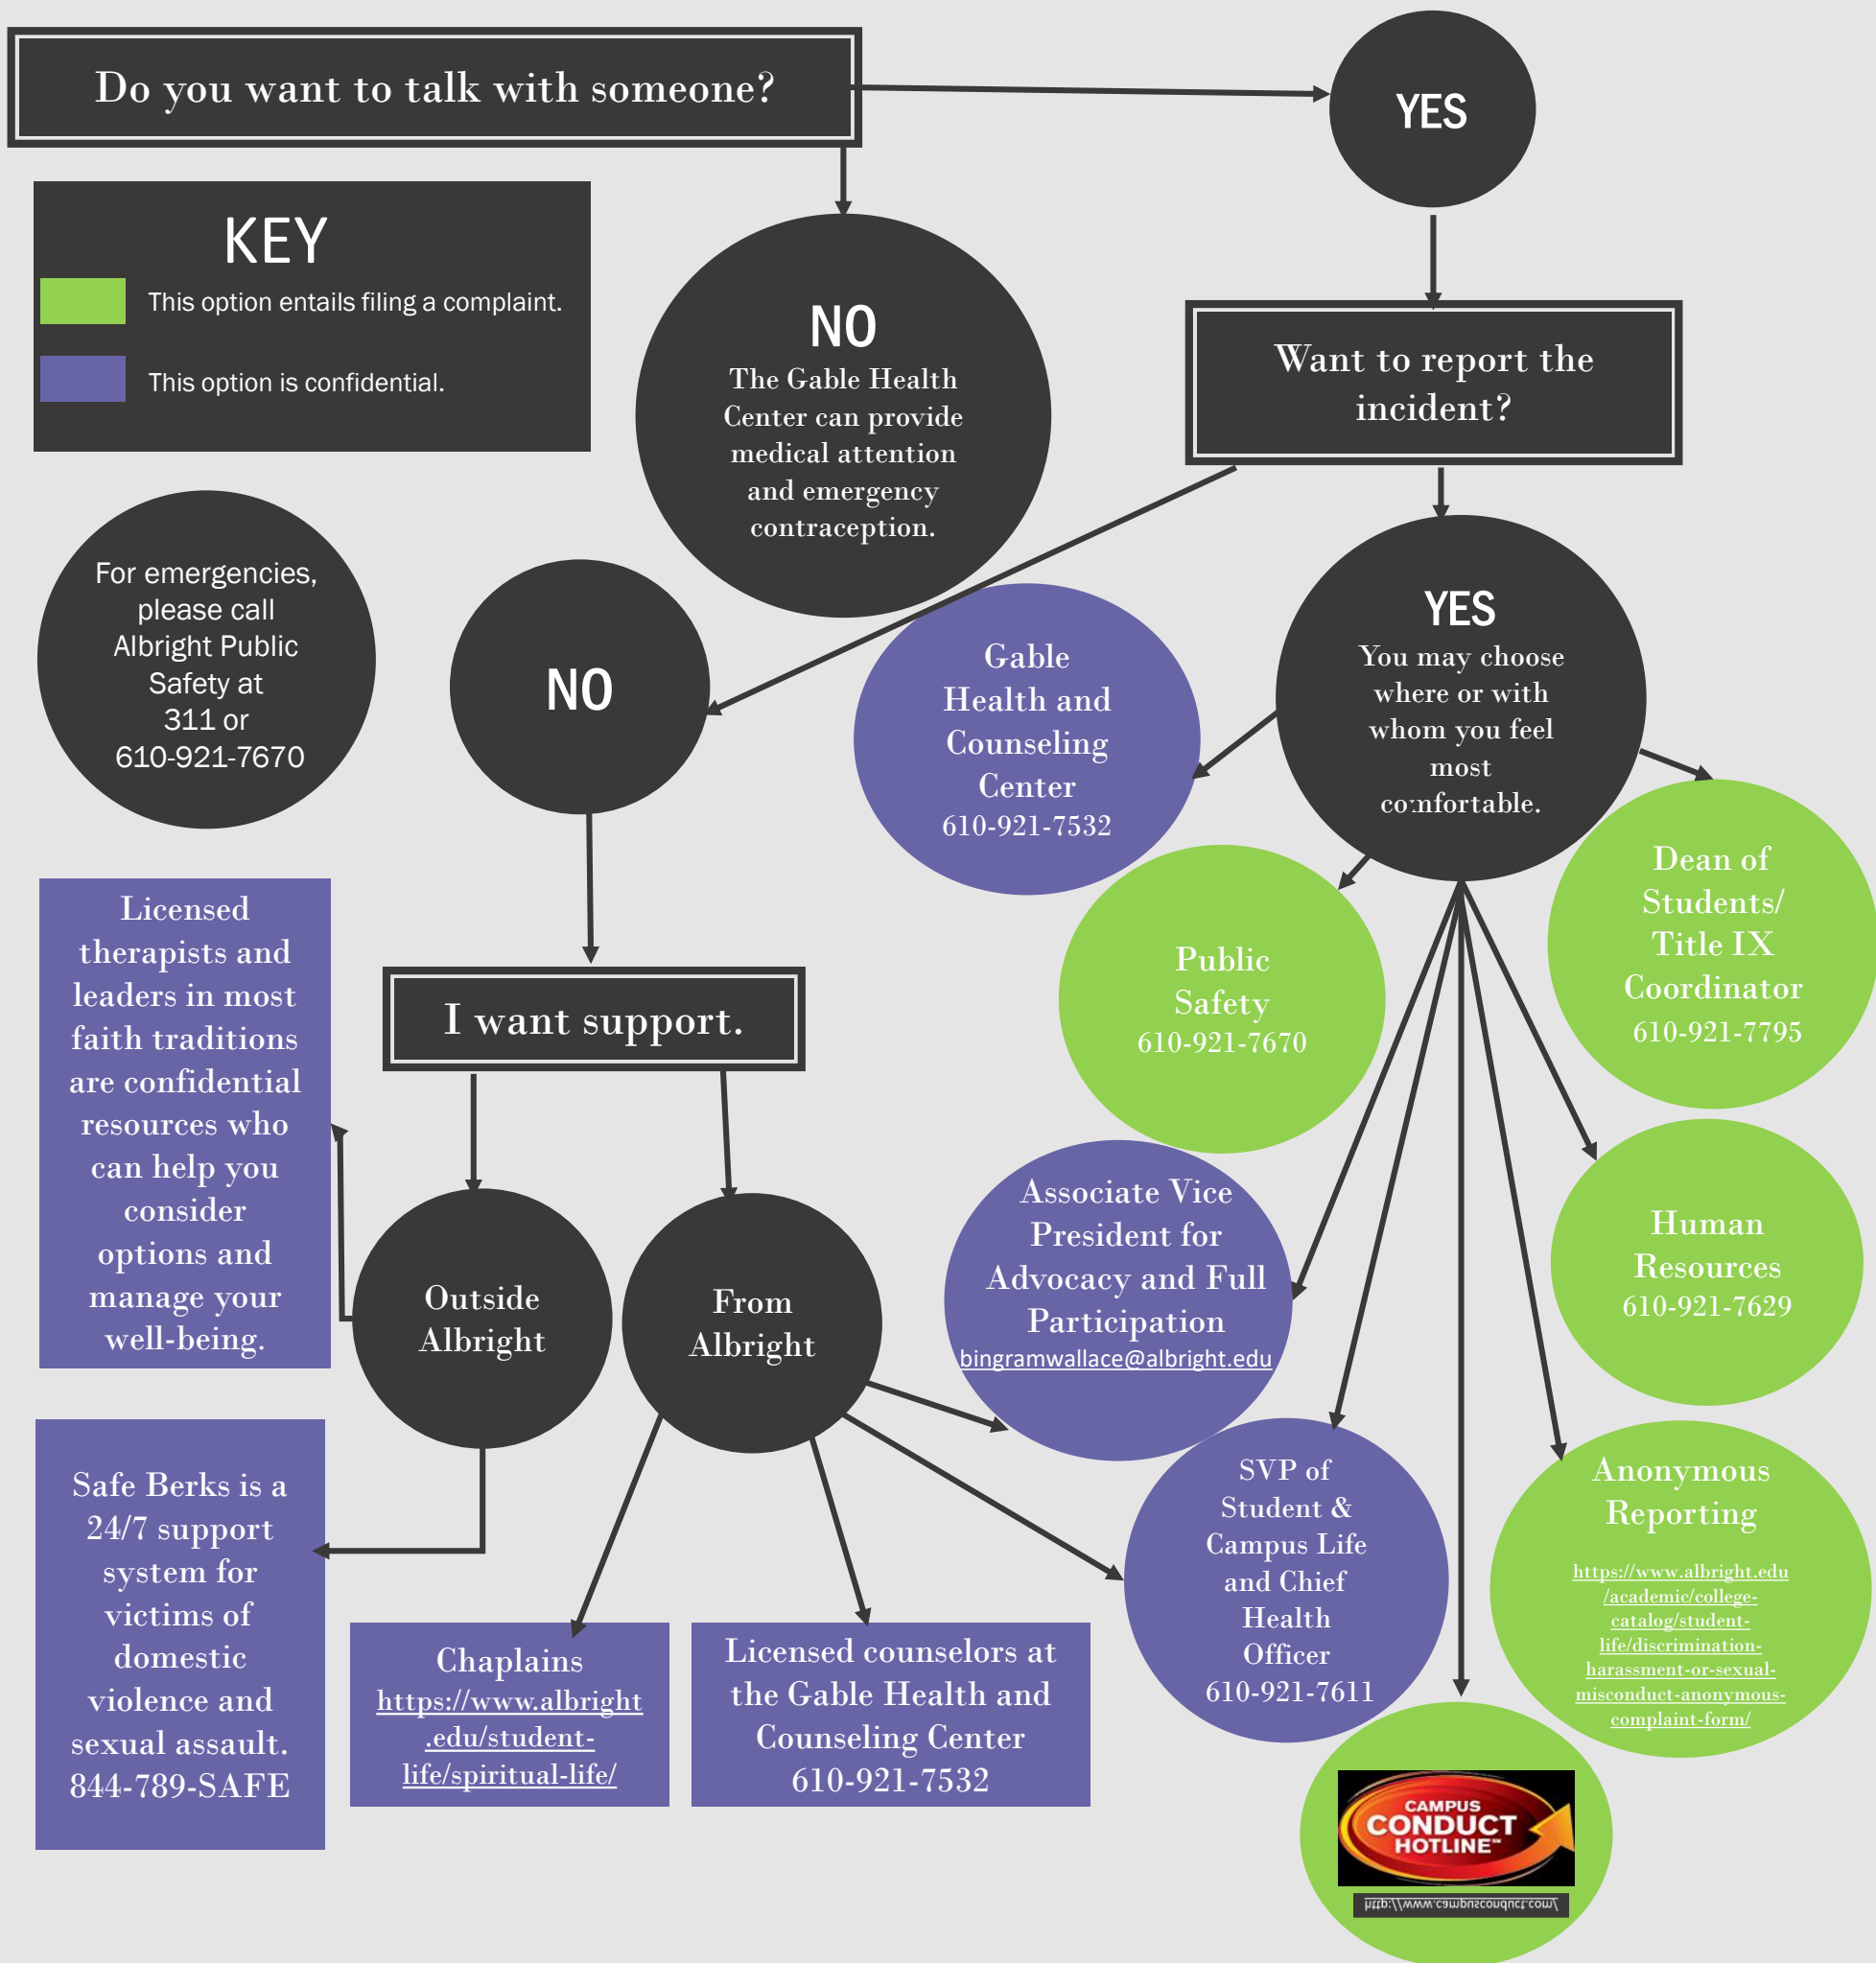 Do you want to talk with someone?
YES
KEY
This option entails filing a complaint.
This option is confidential.
NO
The Gable Health
Center can provide
medical attention
and emergency
contraception.
Want to report the
incident?
For emergencies,
please call
Albright Public
Safety at
311 or
610-921-7670
NO
Gable
Health and
Counseling
Center
610-921-7532
YES
You may choose
where or with
whom you feel
most
comfortable.
Dean of
Students/
Title IX
Coordinator
610-921-7795
Public
Safety
610-921-7670
Licensed
therapists and
leaders in most
faith traditions
are confidential
resources who
can help you
consider
options and
manage your
well-being.
I want support.
Associate Vice
President for
Advocacy and Full
Participation
bingramwallace@albright.edu
Human
Resources
610-921-7629
Outside
Albright
From
Albright
Safe Berks is a
24/7 support
system for
victims of
domestic
violence and
sexual assault.
844-789-SAFE
Chaplains
https://www.albright
.edu/student-
life/spiritual-life/
Licensed counselors at
the Gable Health and
Counseling Center
610-921-7532
SVP of
Student &
Campus Life
and Chief
Health
Officer
610-921-7611
Anonymous
Reporting
https://www.albright.edu
/academic/college-
catalog/student-
life/discrimination-
harassment-or-sexual-
misconduct-anonymous-
complaint-form/
CAMPUS
CONDUCT
HOTLINE℠
http://www.campusconduct.com/